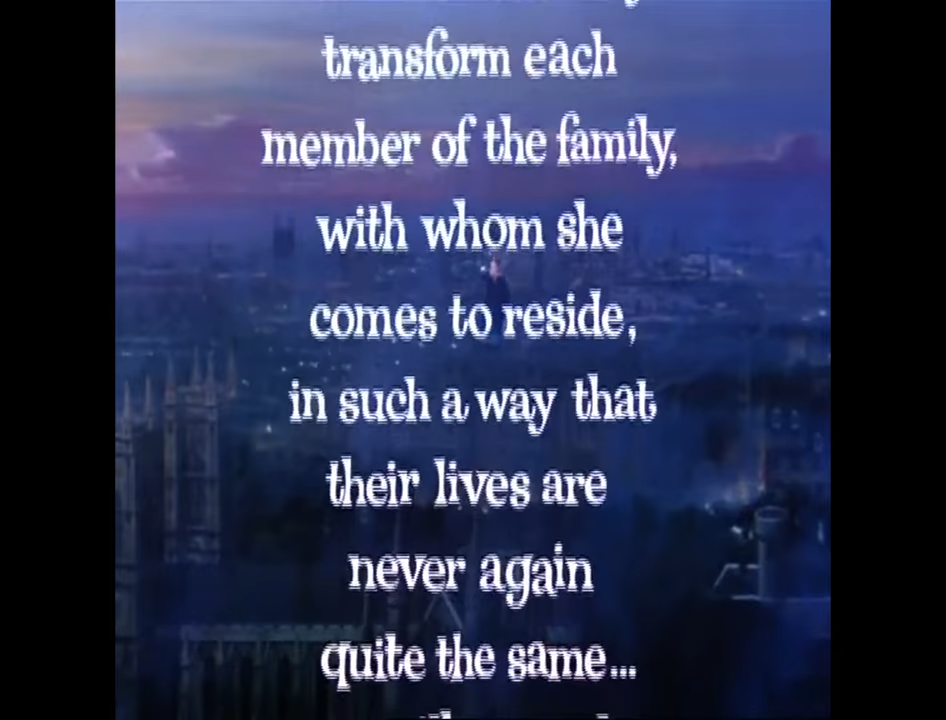 transform each
member of the family,
with whom she
comes to reside,
in such a way that
their lives are
never again
quite the same...